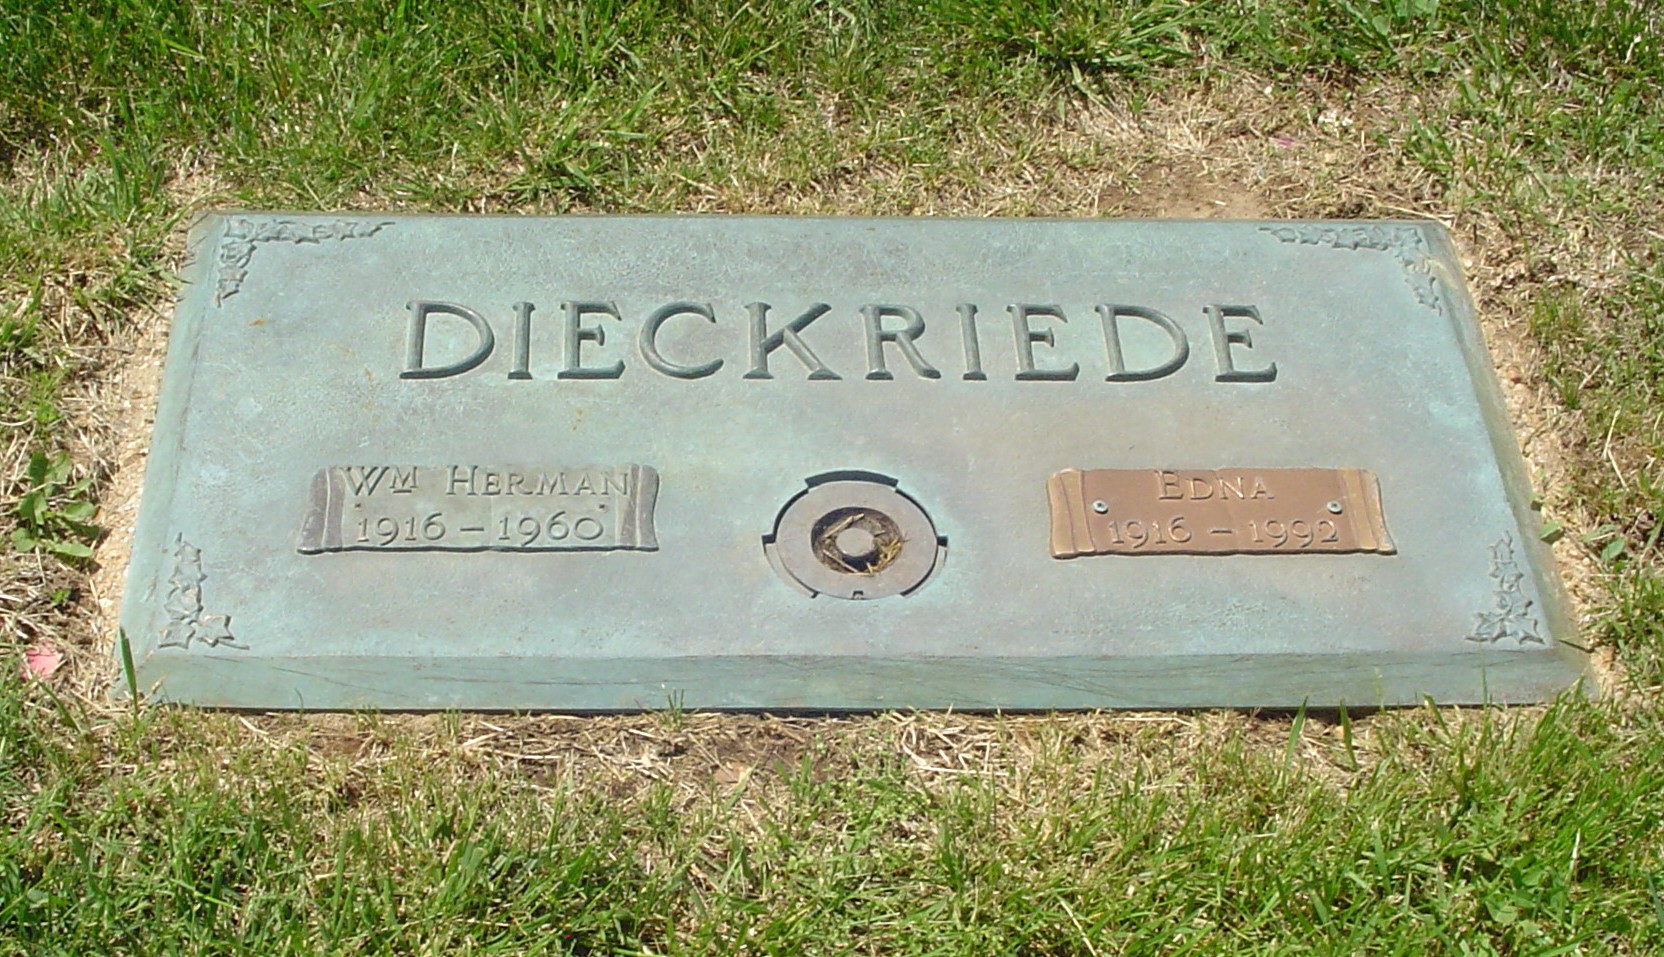 DIECKRIEDE
WM HERMAN
1916 – 1960
EDNA
1916 – 1992